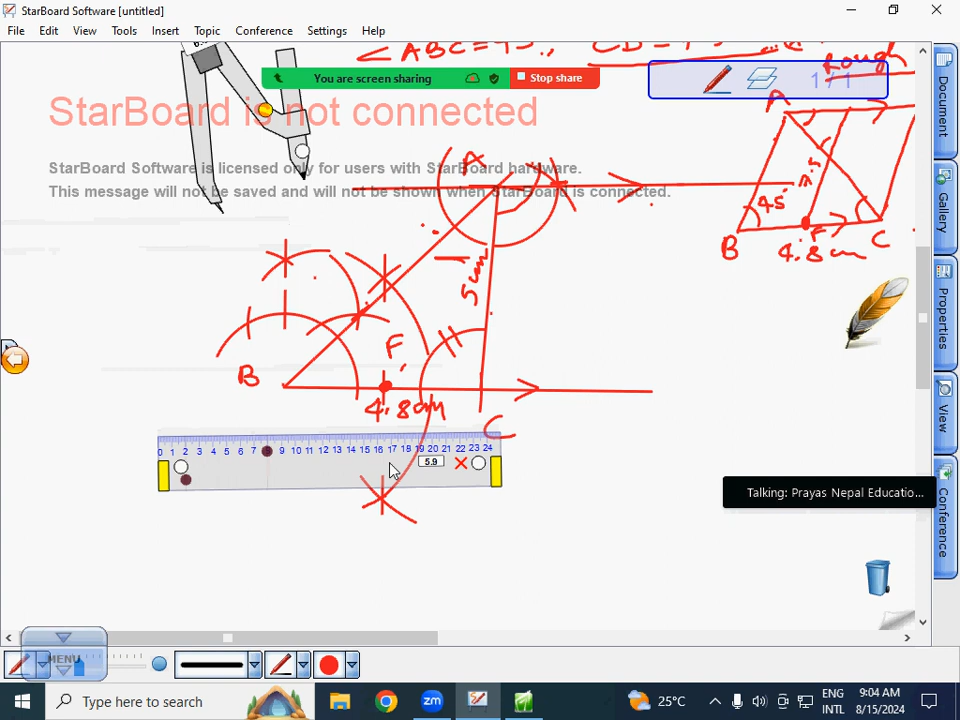 StarBoard Software [untitled]
File Edit View Tools Insert Topic Conference Settings Help
You are screen sharing
Stop share
1 / 1
rough
StarBoard is not connected
StarBoard Software is licensed only for users with StarBoard hardware.
This message will not be saved and will not be shown when StarBoard is connected.
A
A
45°
B
F
C
4.8cm
5cm
B
F
4.8cm
C
0 1 2 3 4 5 6 7 8 9 10 11 12 13 14 15 16 17 18 19 20 21 22 23 24
5.9
Talking: Prayas Nepal Educatio...
Document
Gallery
Properties
View
Conference
MENU
Type here to search
25°C
ENG
INTL
9:04 AM
8/15/2024